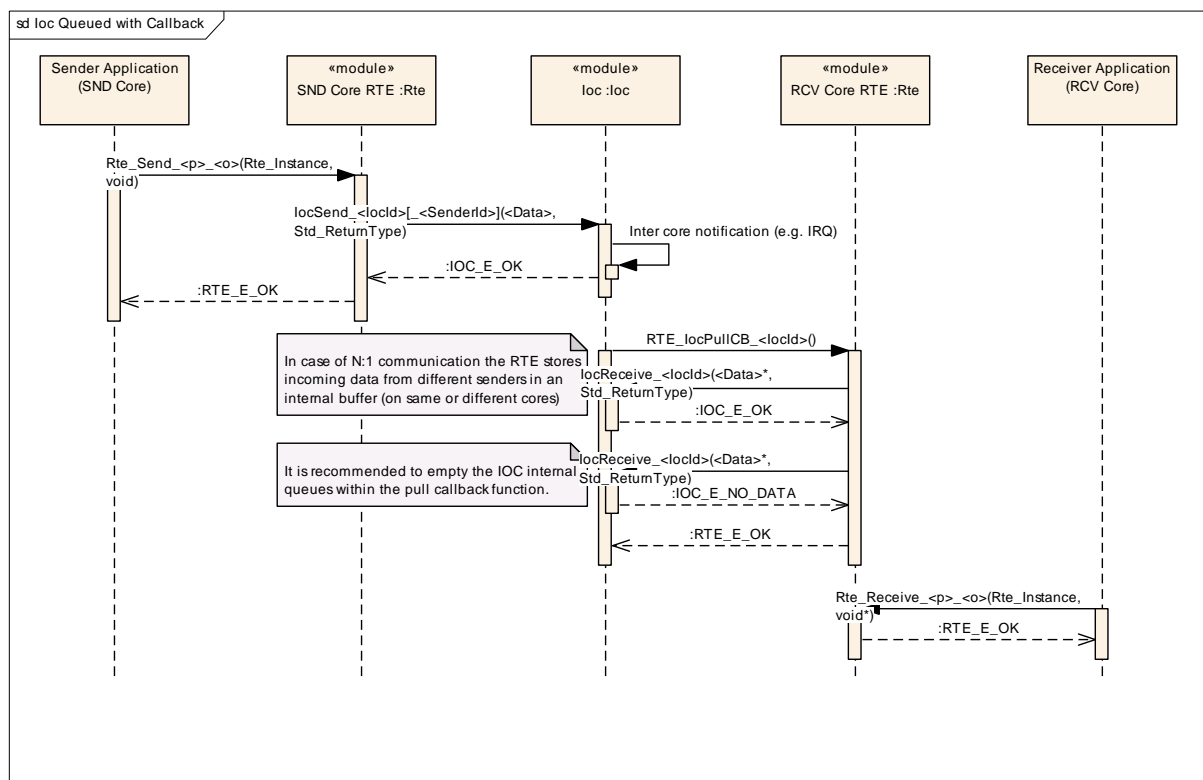 sd Ioc Queued with Callback
Sender Application
(SND Core)
«module»
SND Core RTE :Rte
«module»
Ioc :Ioc
«module»
RCV Core RTE :Rte
Receiver Application
(RCV Core)
Rte_Send_<p>_<o>(Rte_Instance,
void)
IocSend_<IocId>[_<SenderId>](<Data>,
Std_ReturnType)
Inter core notification (e.g. IRQ)
:IOC_E_OK
:RTE_E_OK
RTE_IocPullCB_<IocId>()
In case of N:1 communication the RTE stores
incoming data from different senders in an
internal buffer (on same or different cores)
IocReceive_<IocId>(<Data>*,
Std_ReturnType)
:IOC_E_OK
It is recommended to empty the IOC internal
queues within the pull callback function.
IocReceive_<IocId>(<Data>*,
Std_ReturnType)
:IOC_E_NO_DATA
:RTE_E_OK
Rte_Receive_<p>_<o>(Rte_Instance,
void*)
:RTE_E_OK